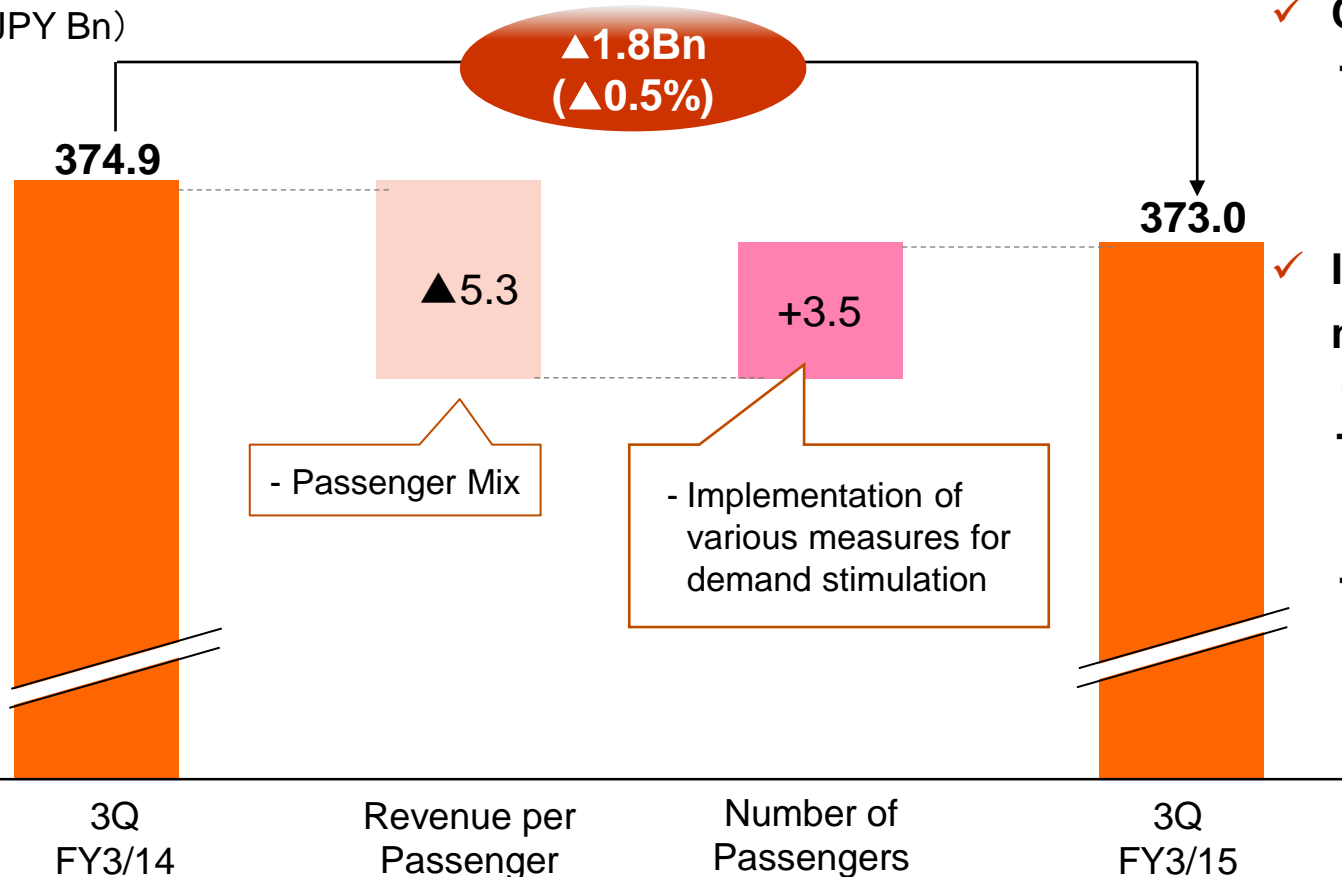 JPY Bn）
▲1.8Bn
(▲0.5%)
374.9
373.0
▲5.3
+3.5
- Passenger Mix
- Implementation of
various measures for
demand stimulation
3Q
FY3/14
Revenue per
Passenger
Number of
Passengers
3Q
FY3/15